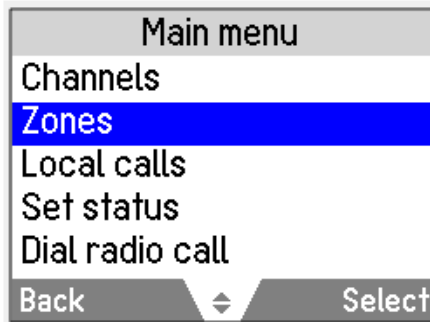 Main menu
Channels
Zones
Local calls
Set status
Dial radio call
Back Select